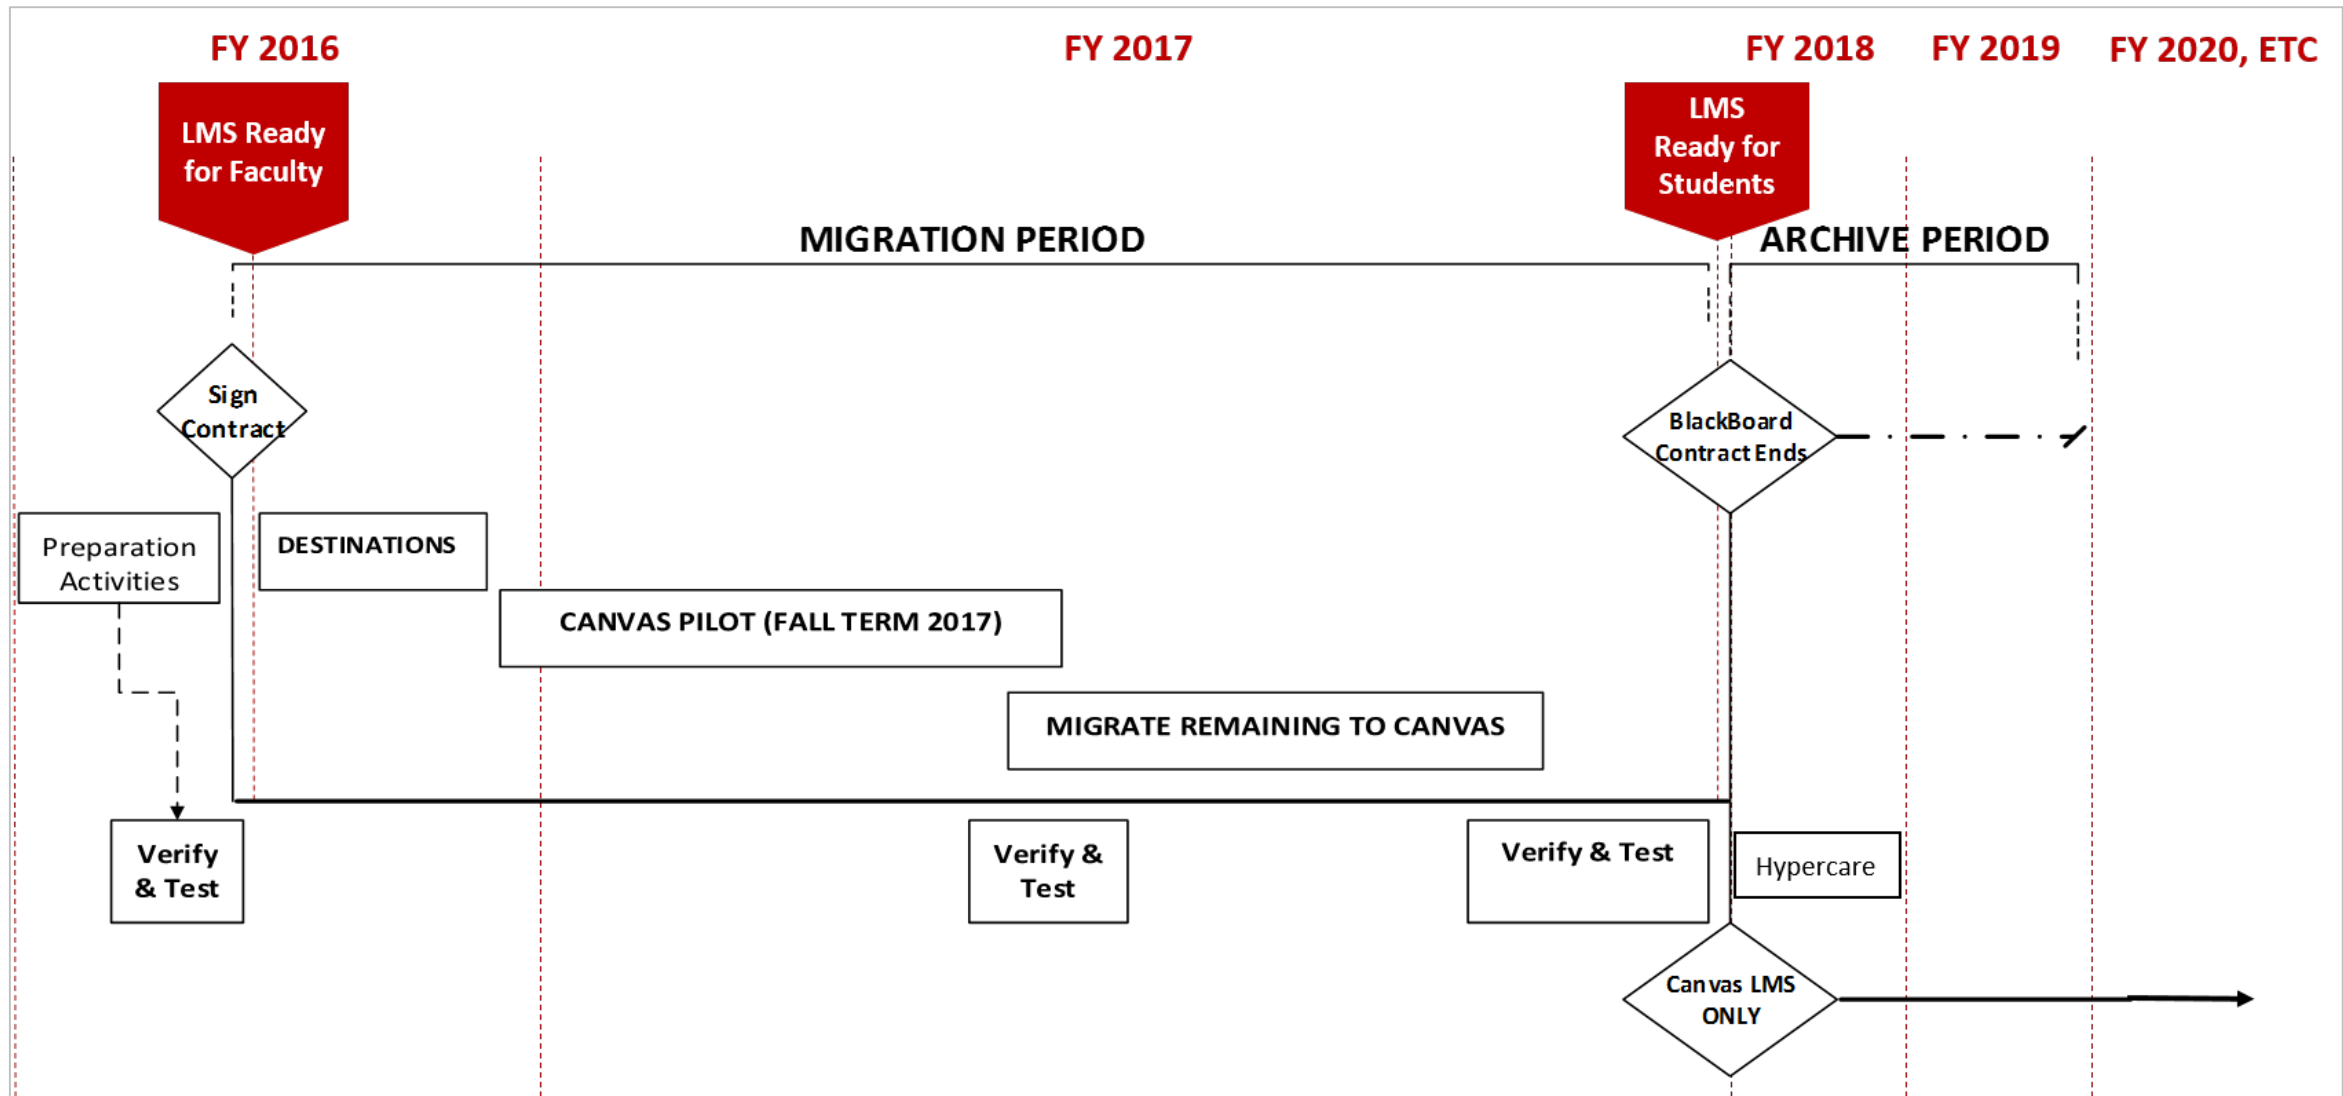 FY 2016
FY 2017
FY 2018
FY 2019
FY 2020, ETC
LMS Ready
for Faculty
LMS
Ready for
Students
MIGRATION PERIOD
ARCHIVE PERIOD
Sign
Contract
BlackBoard
Contract Ends
Preparation
Activities
DESTINATIONS
CANVAS PILOT (FALL TERM 2017)
MIGRATE REMAINING TO CANVAS
Verify
& Test
Verify &
Test
Verify & Test
Hypercare
Canvas LMS
ONLY